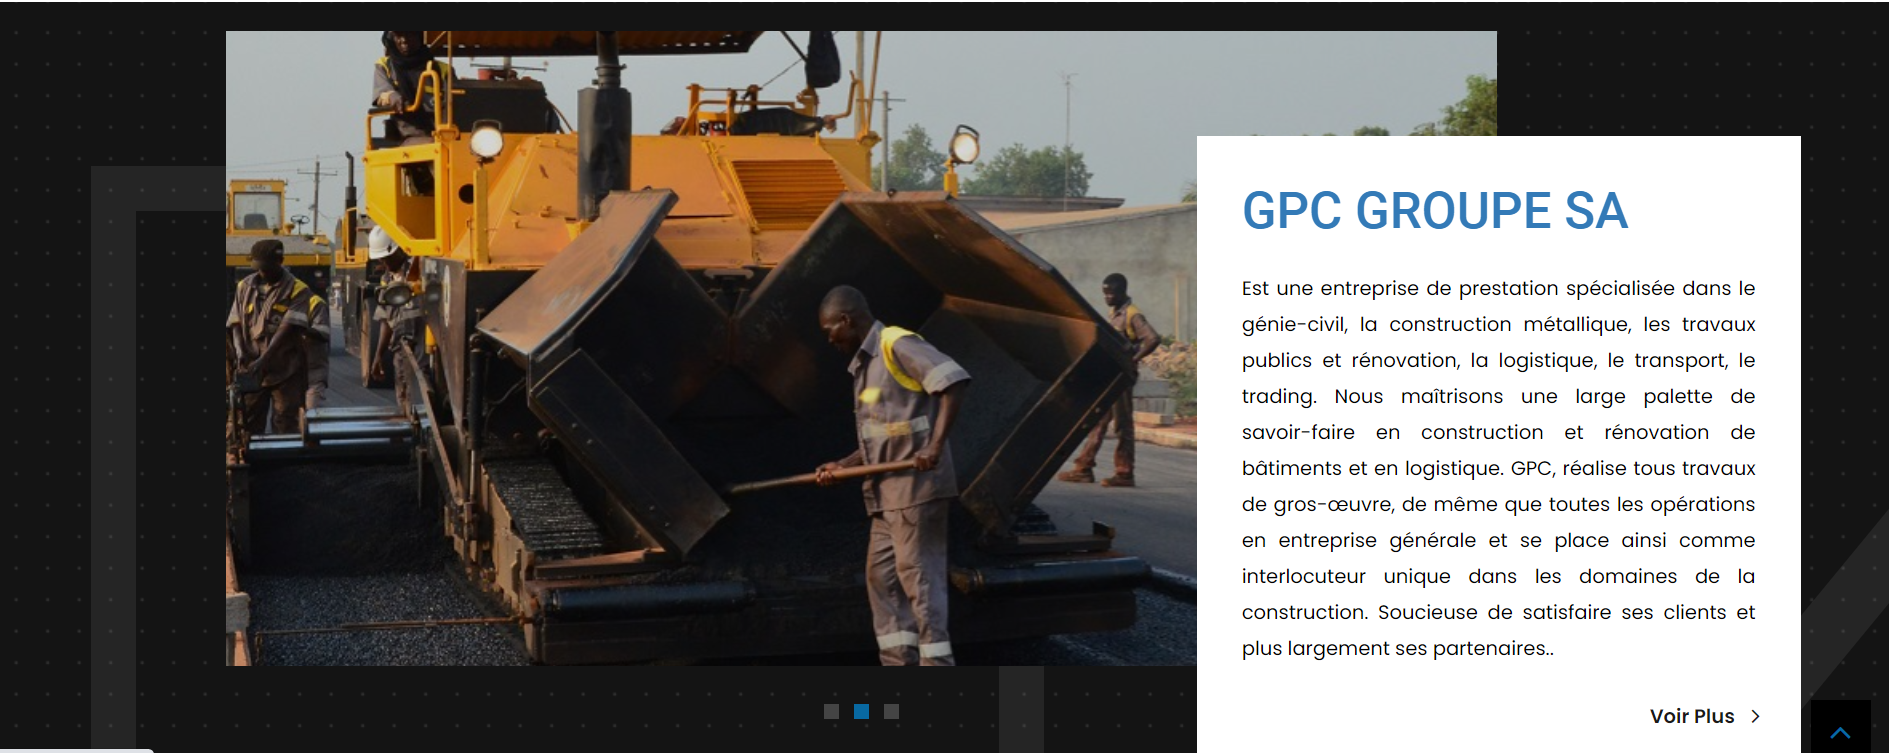 GPC GROUPE SA
Est une entreprise de prestation spécialisée dans le
génie-civil, la construction métallique, les travaux
publics et rénovation, la logistique, le transport, le
trading. Nous maîtrisons une large palette de
savoir-faire en construction et rénovation de
bâtiments et en logistique. GPC, réalise tous travaux
de gros-œuvre, de même que toutes les opérations
en entreprise générale et se place ainsi comme
interlocuteur unique dans les domaines de la
construction. Soucieuse de satisfaire ses clients et
plus largement ses partenaires..
Voir Plus